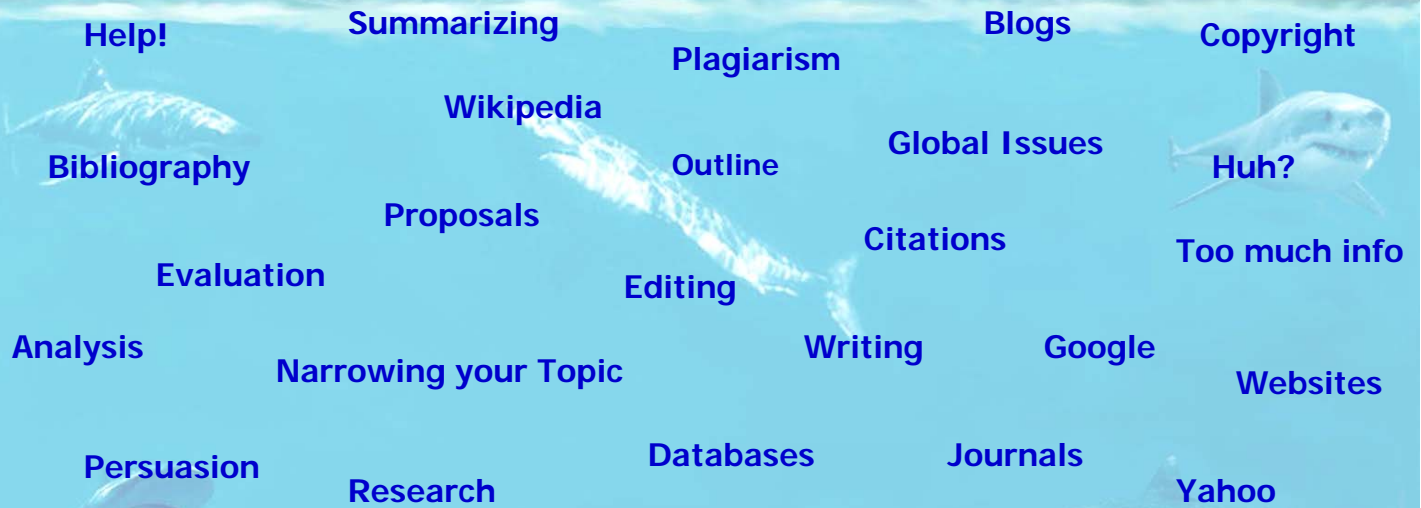 Help!
Summarizing
Blogs
Copyright
Plagiarism
Wikipedia
Global Issues
Bibliography
Outline
Huh?
Proposals
Citations
Too much info
Evaluation
Editing
Analysis
Narrowing your Topic
Writing
Google
Websites
Persuasion
Databases
Journals
Research
Yahoo